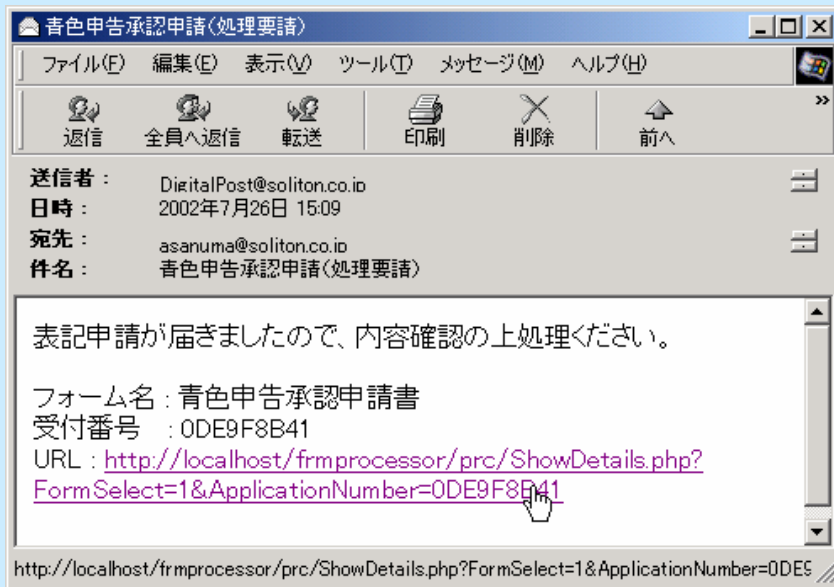 青色申告承認申請(処理要請)
ファイル(F) 編集(E) 表示(V) ツール(T) メッセージ(M) ヘルプ(H)
返信 全員へ返信 転送 印刷 削除 前へ »
送信者: DigitalPost@soliton.co.jp
日時: 2002年7月26日 15:09
宛先: asanuma@soliton.co.jp
件名: 青色申告承認申請(処理要請)
表記申請が届きましたので、内容確認の上処理ください。
フォーム名:青色申告承認申請書
受付番号 :0DE9F8B41
URL:http://localhost/frmprocessor/prc/ShowDetails.php?
FormSelect=1&ApplicationNumber=0DE9F8B41
http://localhost/frmprocessor/prc/ShowDetails.php?FormSelect=1&ApplicationNumber=0DE9